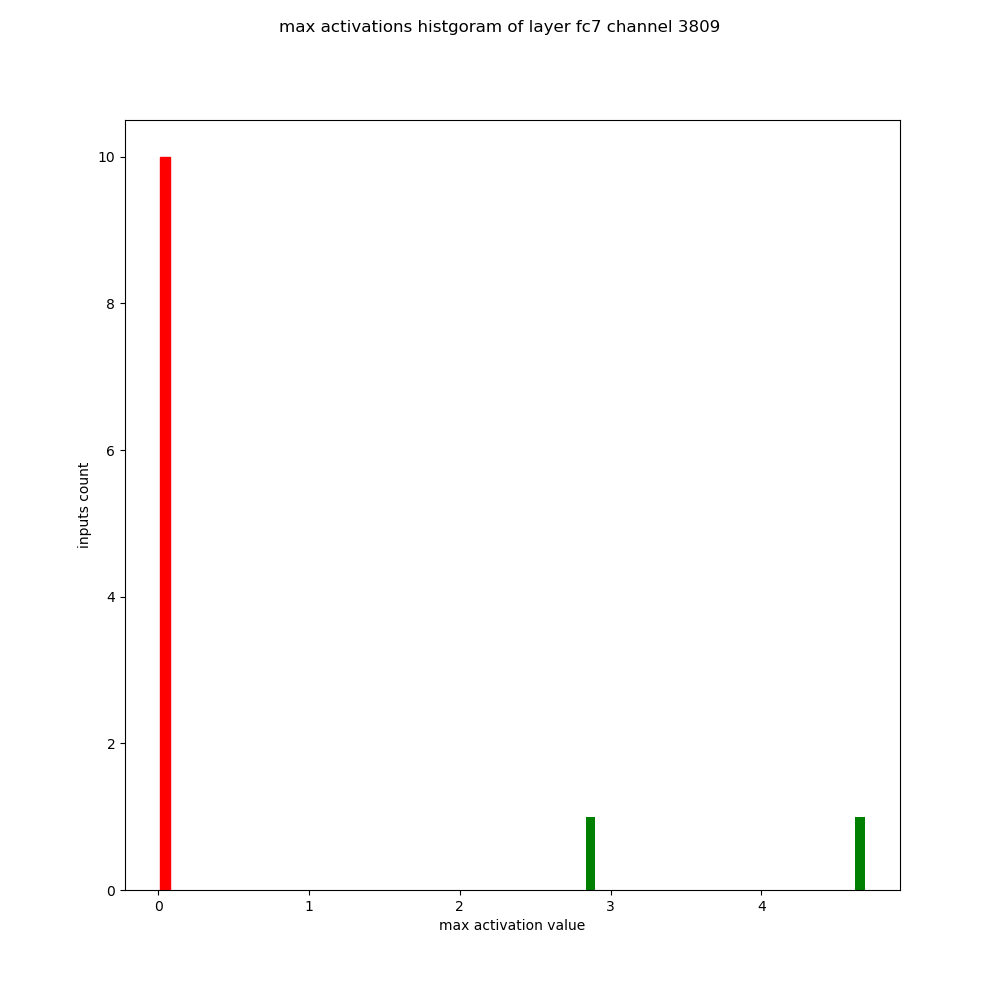 max activations histgoram of layer fc7 channel 3809
10
8
6
4
2
0
inputs count
0 1 2 3 4
max activation value